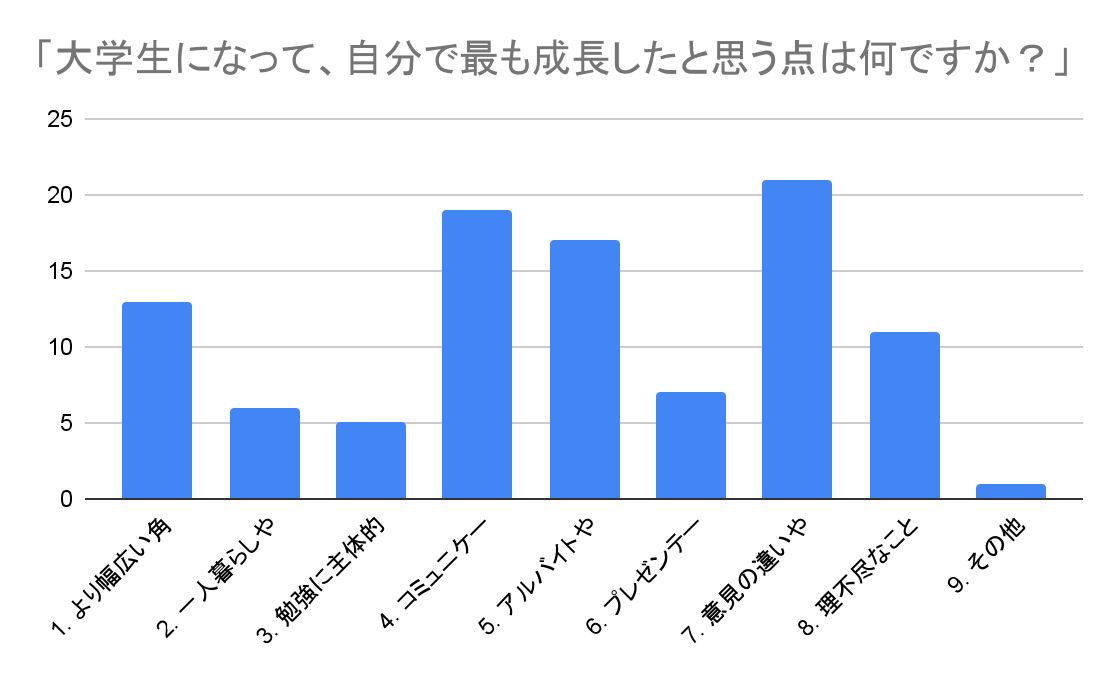 「大学生になって、自分で最も成長したと思う点は何ですか？」
25
20
15
10
5
0
1. より幅広い角
2. 一人暮らしや
3. 勉強に主体的
4. コミュニケー
5. アルバイトや
6. プレゼンテー
7. 意見の違いや
8. 理不尽なこと
9. その他